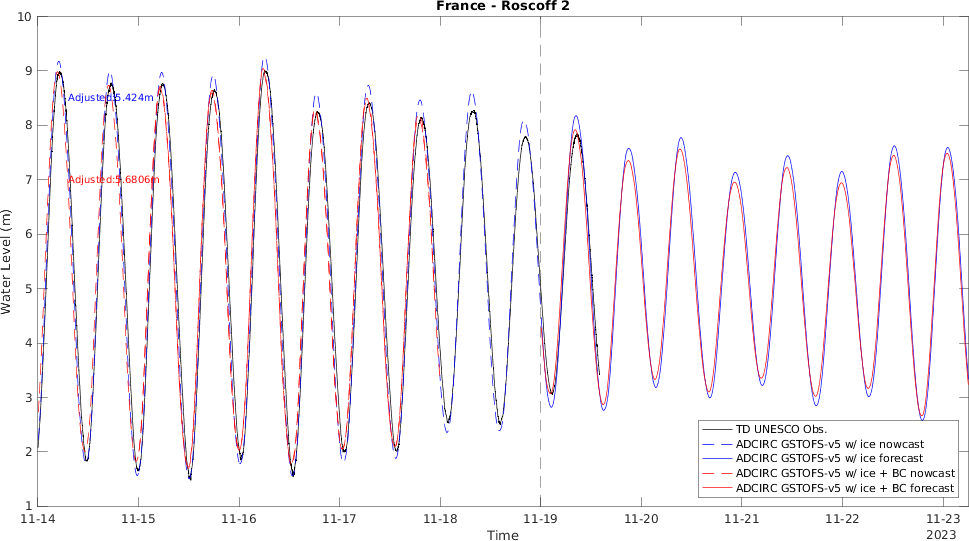 France - Roscoff 2
10
9
8
7
6
5
4
3
2
1
Water Level (m)
Adjusted:5.424m
Adjusted:5.6806m
TD UNESCO Obs.
ADCIRC GSTOFS-v5 w/ ice nowcast
ADCIRC GSTOFS-v5 w/ ice forecast
ADCIRC GSTOFS-v5 w/ ice + BC nowcast
ADCIRC GSTOFS-v5 w/ ice + BC forecast
11-14 11-15 11-16 11-17 11-18 11-19 11-20 11-21 11-22 11-23
Time
2023